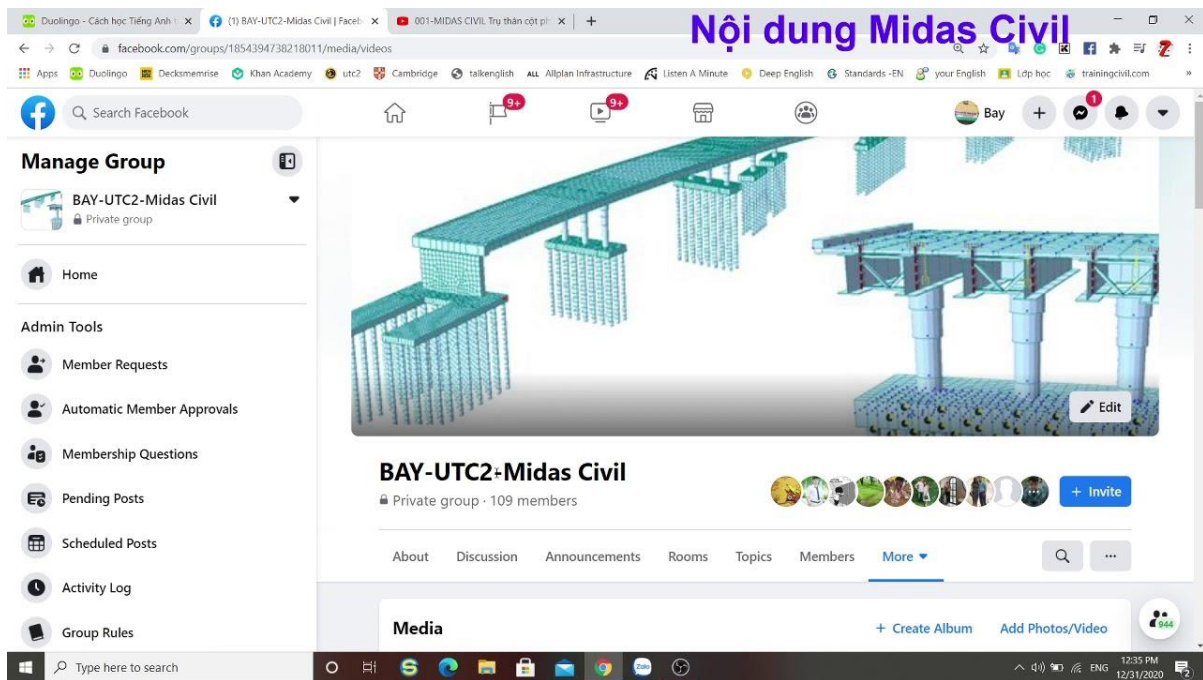 Nội dung Midas Civil
Duolingo - Cách học Tiếng Anh
(1) BAY-UTC2-Midas Civil | Faceb
001-MIDAS CIVIL Trụ thân cột ph
facebook.com/groups/1854394738218011/media/videos
Apps Duolingo Decksmemrise Khan Academy utc2 Cambridge talkenglish ALL Allplan Infrastructure Listen A Minute Deep English Standards -EN your English Lớp học trainingcivil.com
Search Facebook
9+
9+
Bay
1
Manage Group
BAY-UTC2-Midas Civil
Private group
Home
Admin Tools
Member Requests
Automatic Member Approvals
Membership Questions
Pending Posts
Scheduled Posts
Activity Log
Group Rules
Edit
BAY-UTC2-Midas Civil
Private group · 109 members
+ Invite
About Discussion Announcements Rooms Topics Members More
Media
+ Create Album Add Photos/Video
944
Type here to search
Zalo
ENG
12:35 PM
12/31/2020
2